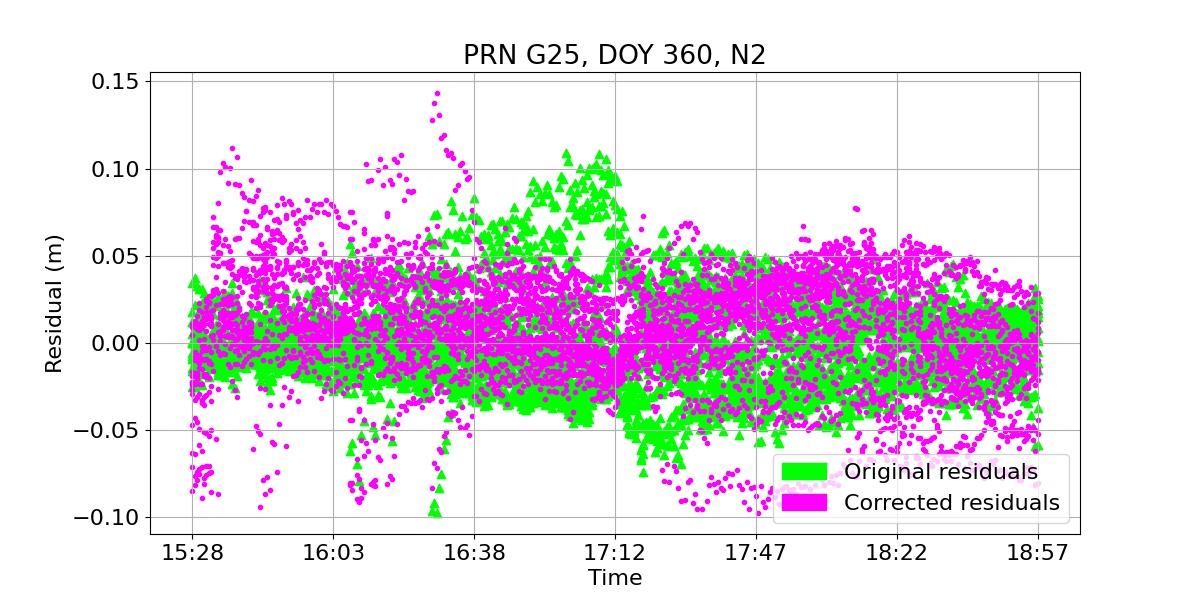 PRN G25, DOY 360, N2
0.15
0.10
0.05
0.00
−0.05
−0.10
Residual (m)
Original residuals
Corrected residuals
15:28 16:03 16:38 17:12 17:47 18:22 18:57
Time